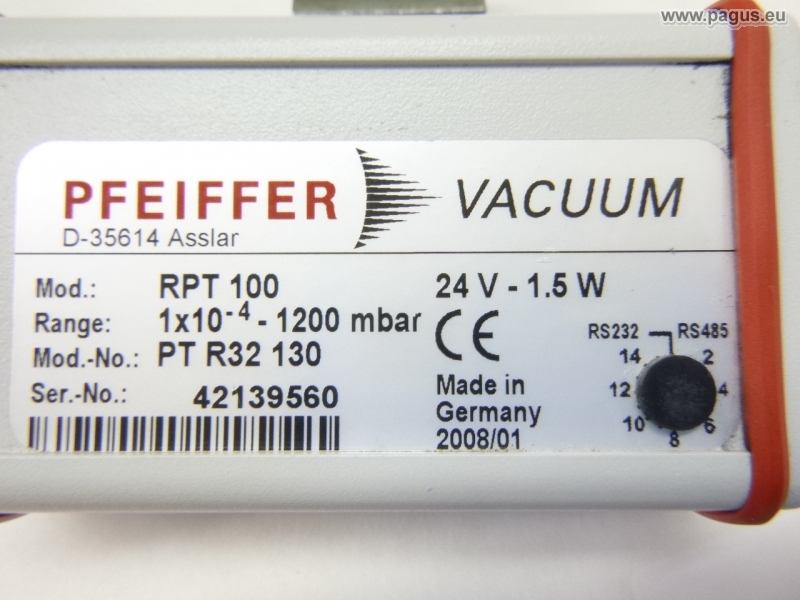 www.pagus.eu
PFEIFFER VACUUM
D-35614 Asslar
Mod.: RPT 100 24 V - 1.5 W
Range: 1x10⁻⁴ - 1200 mbar
Mod.-No.: PT R32 130
Ser.-No.: 42139560
CE
Made in
Germany
2008/01
RS232 RS485
14 2
12 4
10 6
8